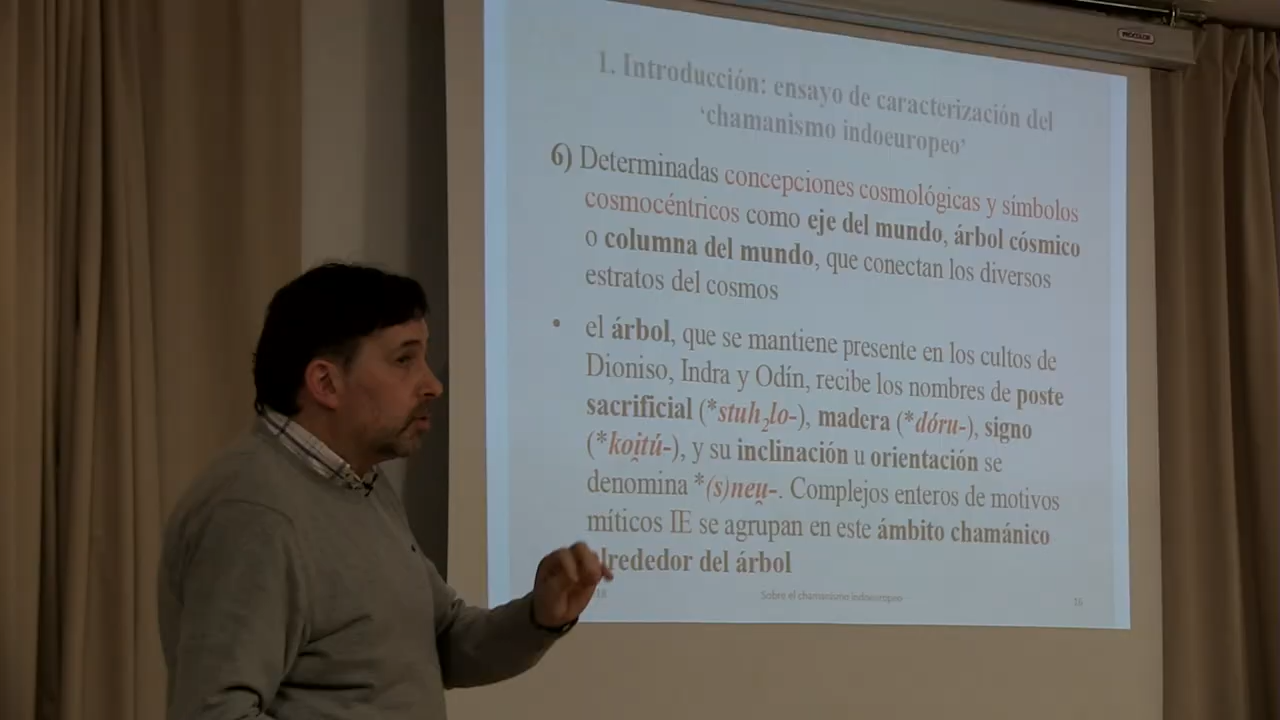 PROCOLOR
1. Introducción: ensayo de caracterización del
‘chamanismo indoeuropeo’
6) Determinadas concepciones cosmológicas y símbolos
cosmocéntricos como eje del mundo, árbol cósmico
o columna del mundo, que conectan los diversos
estratos del cosmos
• el árbol, que se mantiene presente en los cultos de
Dioniso, Indra y Odín, recibe los nombres de poste
sacrificial (*stuh₂lo-), madera (*dóru-), signo
(*koi̯tú-), y su inclinación u orientación se
denomina *(s)neu̯-. Complejos enteros de motivos
míticos IE se agrupan en este ámbito chamánico
lrededor del árbol
18 Sobre el chamanismo indoeuropeo 16